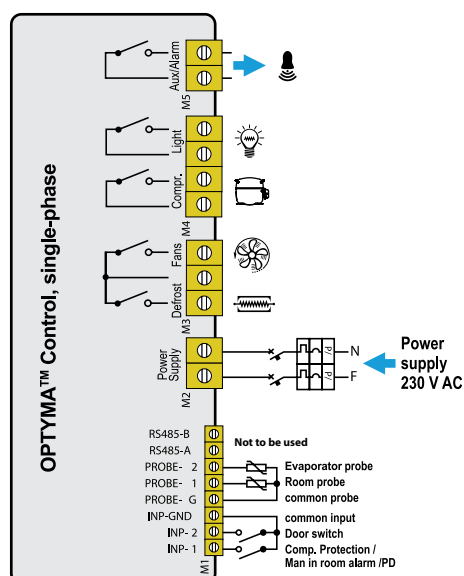 OPTYMA™ Control, single-phase
Aux/Alarm
M5
Light
Compr.
M4
Fans
Defrost
M3
Power
Supply
M2
N
F
P/
P/
Power
supply
230 V AC
RS485-B
RS485-A
Not to be used
PROBE- 2
Evaporator probe
PROBE- 1
Room probe
PROBE- G
common probe
INP-GND
common input
INP- 2
Door switch
INP- 1
Comp. Protection /
Man in room alarm /PD
M1